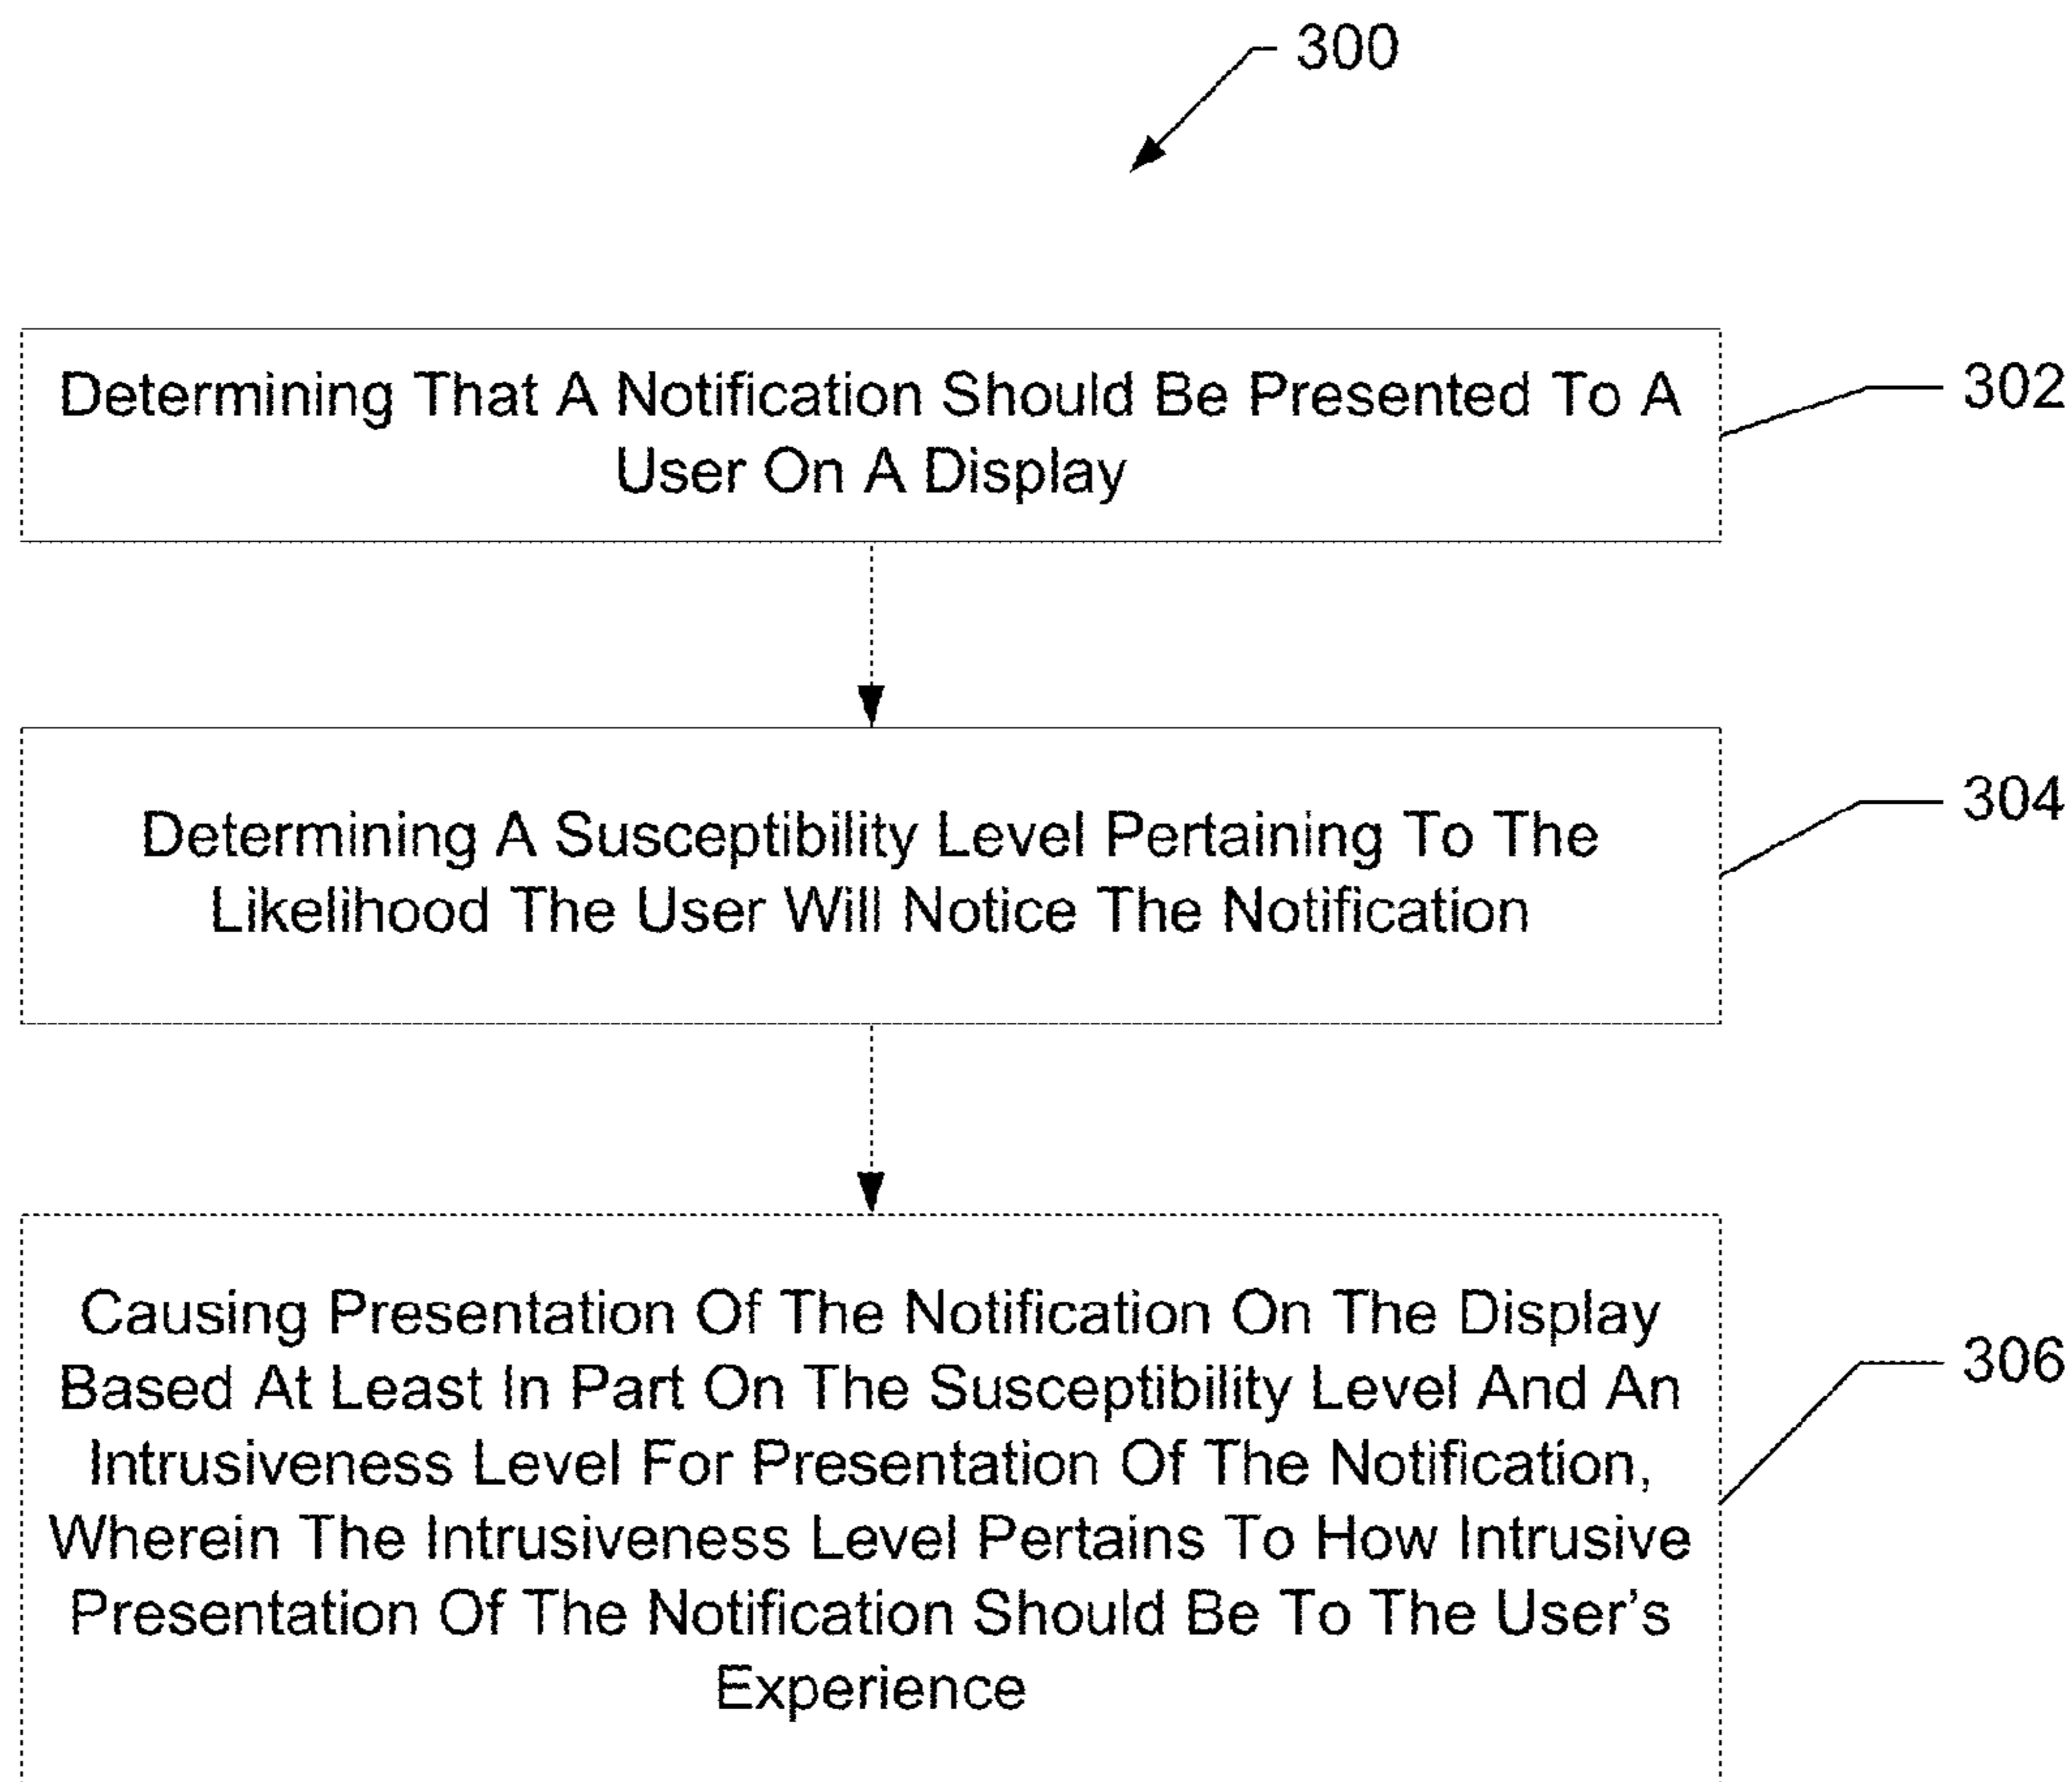 300
Determining That A Notification Should Be Presented To A
User On A Display
302
Determining A Susceptibility Level Pertaining To The
Likelihood The User Will Notice The Notification
304
Causing Presentation Of The Notification On The Display
Based At Least In Part On The Susceptibility Level And An
Intrusiveness Level For Presentation Of The Notification,
Wherein The Intrusiveness Level Pertains To How Intrusive
Presentation Of The Notification Should Be To The User’s
Experience
306